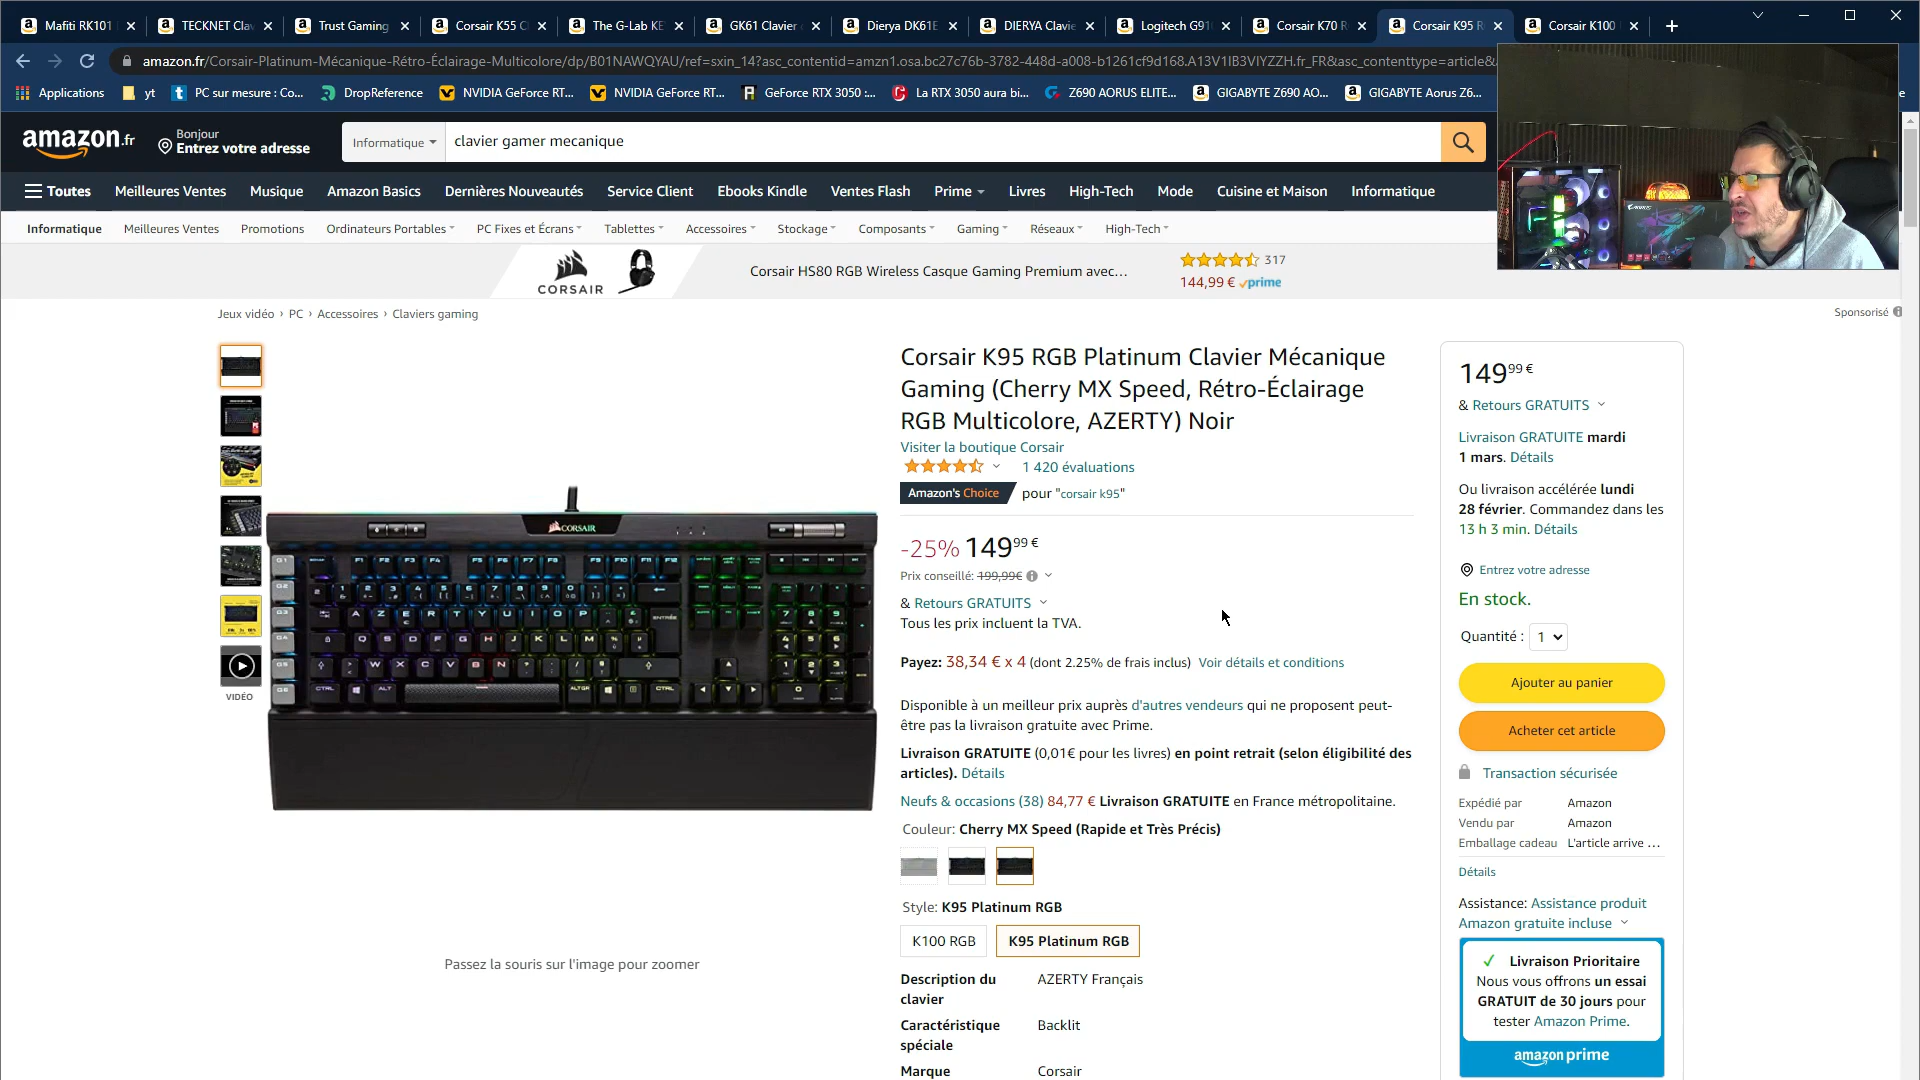 Mafiti RK101
TECKNET Cla
Trust Gaming
Corsair K55 C
The G-Lab KE
GK61 Clavier
Dierya DK61E
DIERYA Clavie
Logitech G91
Corsair K70 R
Corsair K95 R
Corsair K100
amazon.fr/Corsair-Platinum-Mécanique-Rétro-Éclairage-Multicolore/dp/B01NAWQYAU/ref=sxin_14?asc_contentid=amzn1.osa.bc27c76b-3782-448d-a008-b1261cf9d168.A13V1IB3VIYZZH.fr_FR&asc_contenttype=article&
Applications
yt
PC sur mesure : Co...
DropReference
NVIDIA GeForce RT...
NVIDIA GeForce RT...
GeForce RTX 3050 :...
La RTX 3050 aura bi...
Z690 AORUS ELITE...
GIGABYTE Z690 AO...
GIGABYTE Aorus Z6...
amazon.fr
Bonjour
Entrez votre adresse
Informatique
clavier gamer mecanique
Toutes
Meilleures Ventes
Musique
Amazon Basics
Dernières Nouveautés
Service Client
Ebooks Kindle
Ventes Flash
Prime
Livres
High-Tech
Mode
Cuisine et Maison
Informatique
Informatique
Meilleures Ventes
Promotions
Ordinateurs Portables
PC Fixes et Écrans
Tablettes
Accessoires
Stockage
Composants
Gaming
Réseaux
High-Tech
CORSAIR
Corsair HS80 RGB Wireless Casque Gaming Premium avec...
317
144,99 € prime
Sponsorisé
Jeux vidéo › PC › Accessoires › Claviers gaming
VIDÉO
CORSAIR
Passez la souris sur l'image pour zoomer
Corsair K95 RGB Platinum Clavier Mécanique
Gaming (Cherry MX Speed, Rétro-Éclairage
RGB Multicolore, AZERTY) Noir
Visiter la boutique Corsair
1 420 évaluations
Amazon's Choice pour "corsair k95"
-25% 149,99 €
Prix conseillé: 199,99€
& Retours GRATUITS
Tous les prix incluent la TVA.
Payez: 38,34 € x 4 (dont 2.25% de frais inclus) Voir détails et conditions
Disponible à un meilleur prix auprès d'autres vendeurs qui ne proposent peut-
être pas la livraison gratuite avec Prime.
Livraison GRATUITE (0,01€ pour les livres) en point retrait (selon éligibilité des
articles). Détails
Neufs & occasions (38) 84,77 € Livraison GRATUITE en France métropolitaine.
Couleur: Cherry MX Speed (Rapide et Très Précis)
Style: K95 Platinum RGB
K100 RGB
K95 Platinum RGB
Description du
clavier
AZERTY Français
Caractéristique
spéciale
Backlit
Marque
Corsair
149 99 €
& Retours GRATUITS
Livraison GRATUITE mardi
1 mars. Détails
Ou livraison accélérée lundi
28 février. Commandez dans les
13 h 3 min. Détails
Entrez votre adresse
En stock.
Quantité : 1
Ajouter au panier
Acheter cet article
Transaction sécurisée
Expédié par Amazon
Vendu par Amazon
Emballage cadeau L'article arrive ...
Détails
Assistance: Assistance produit
Amazon gratuite incluse
Livraison Prioritaire
Nous vous offrons un essai
GRATUIT de 30 jours pour
tester Amazon Prime.
amazon prime